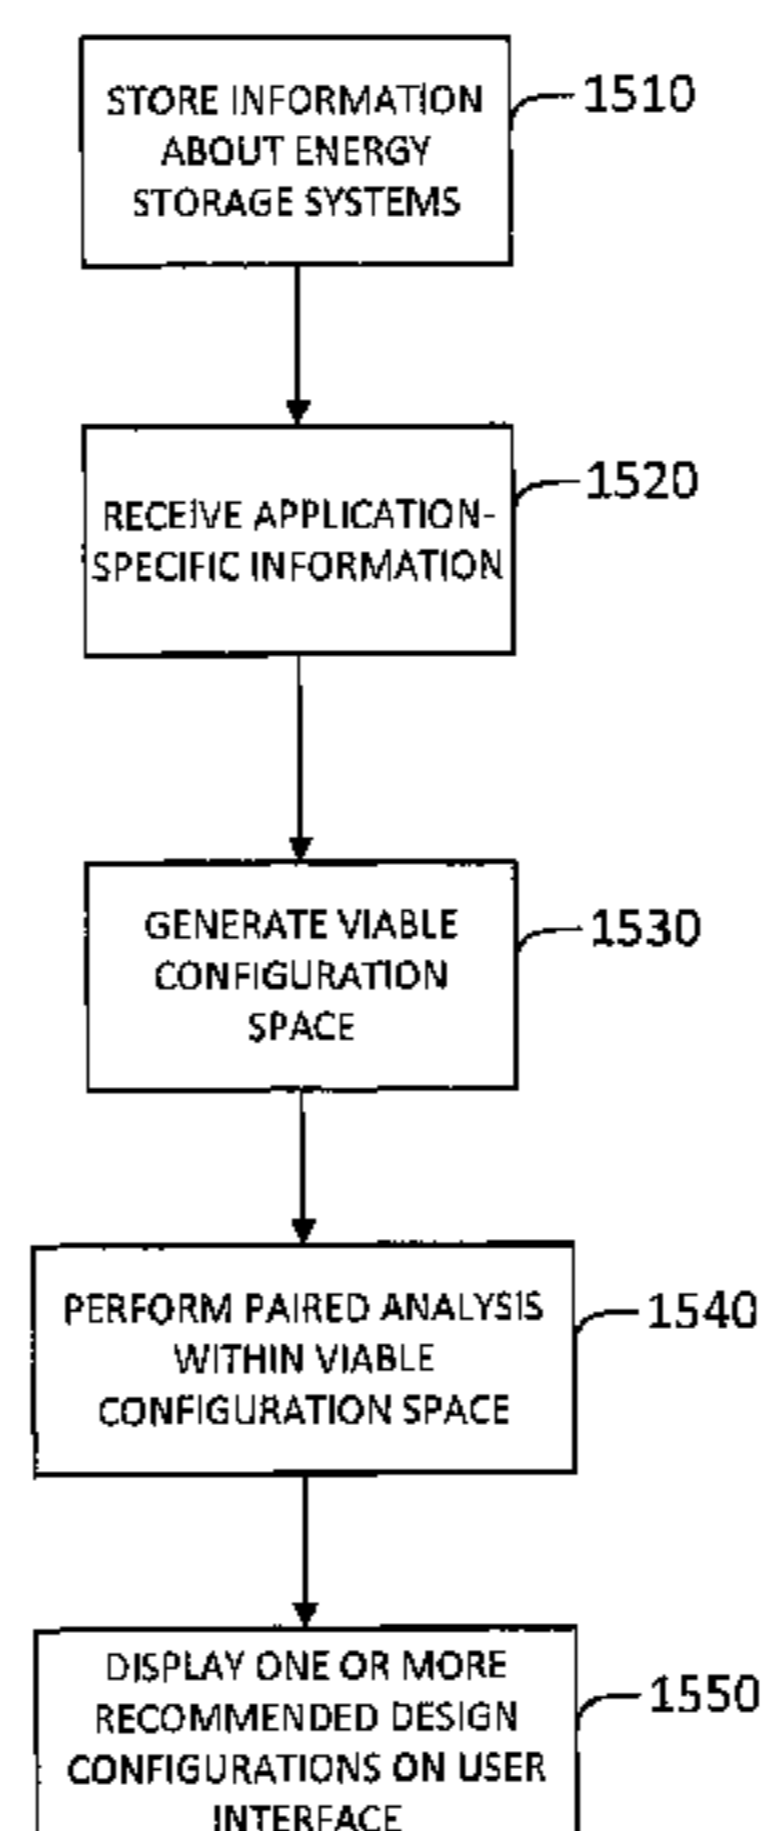 STORE INFORMATION
ABOUT ENERGY
STORAGE SYSTEMS
1510
RECEIVE APPLICATION-
SPECIFIC INFORMATION
1520
GENERATE VIABLE
CONFIGURATION
SPACE
1530
PERFORM PAIRED ANALYSIS
WITHIN VIABLE
CONFIGURATION SPACE
1540
DISPLAY ONE OR MORE
RECOMMENDED DESIGN
CONFIGURATIONS ON USER
INTERFACE
1550